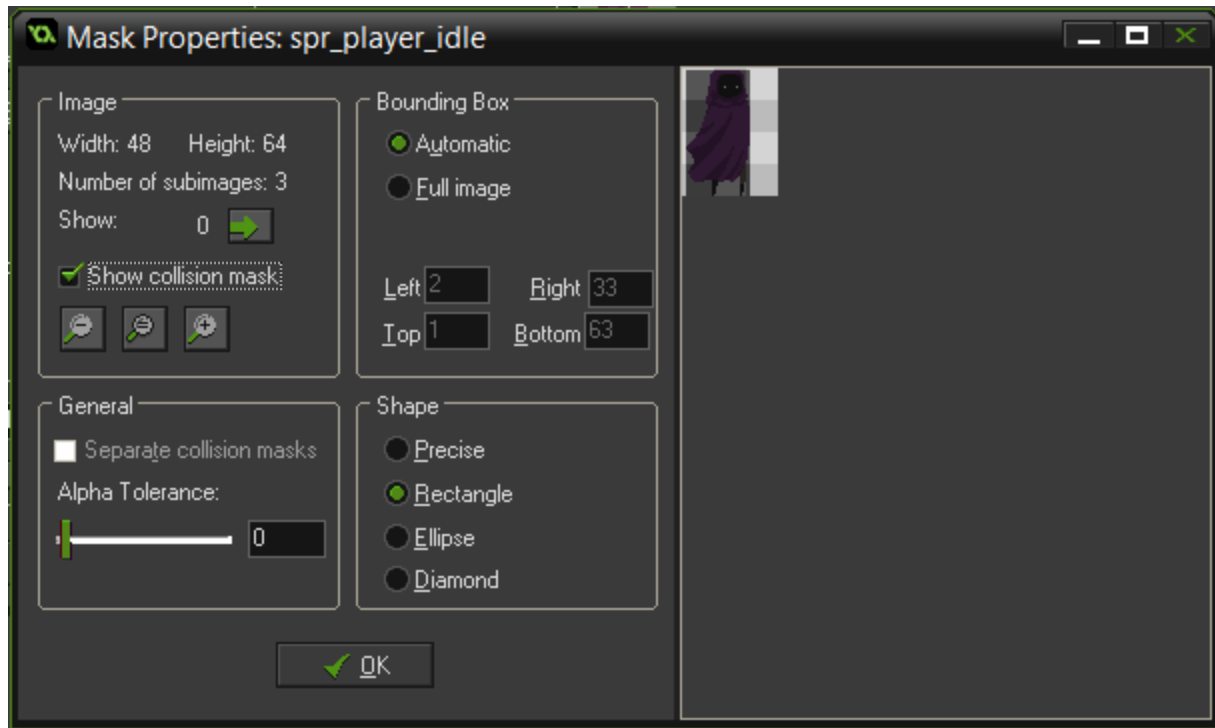 Mask Properties: spr_player_idle
Image
Width: 48 Height: 64
Number of subimages: 3
Show: 0
Show collision mask
Bounding Box
Automatic
Full image
Left 2 Right 33
Top 1 Bottom 63
General
Separate collision masks
Alpha Tolerance:
0
Shape
Precise
Rectangle
Ellipse
Diamond
OK